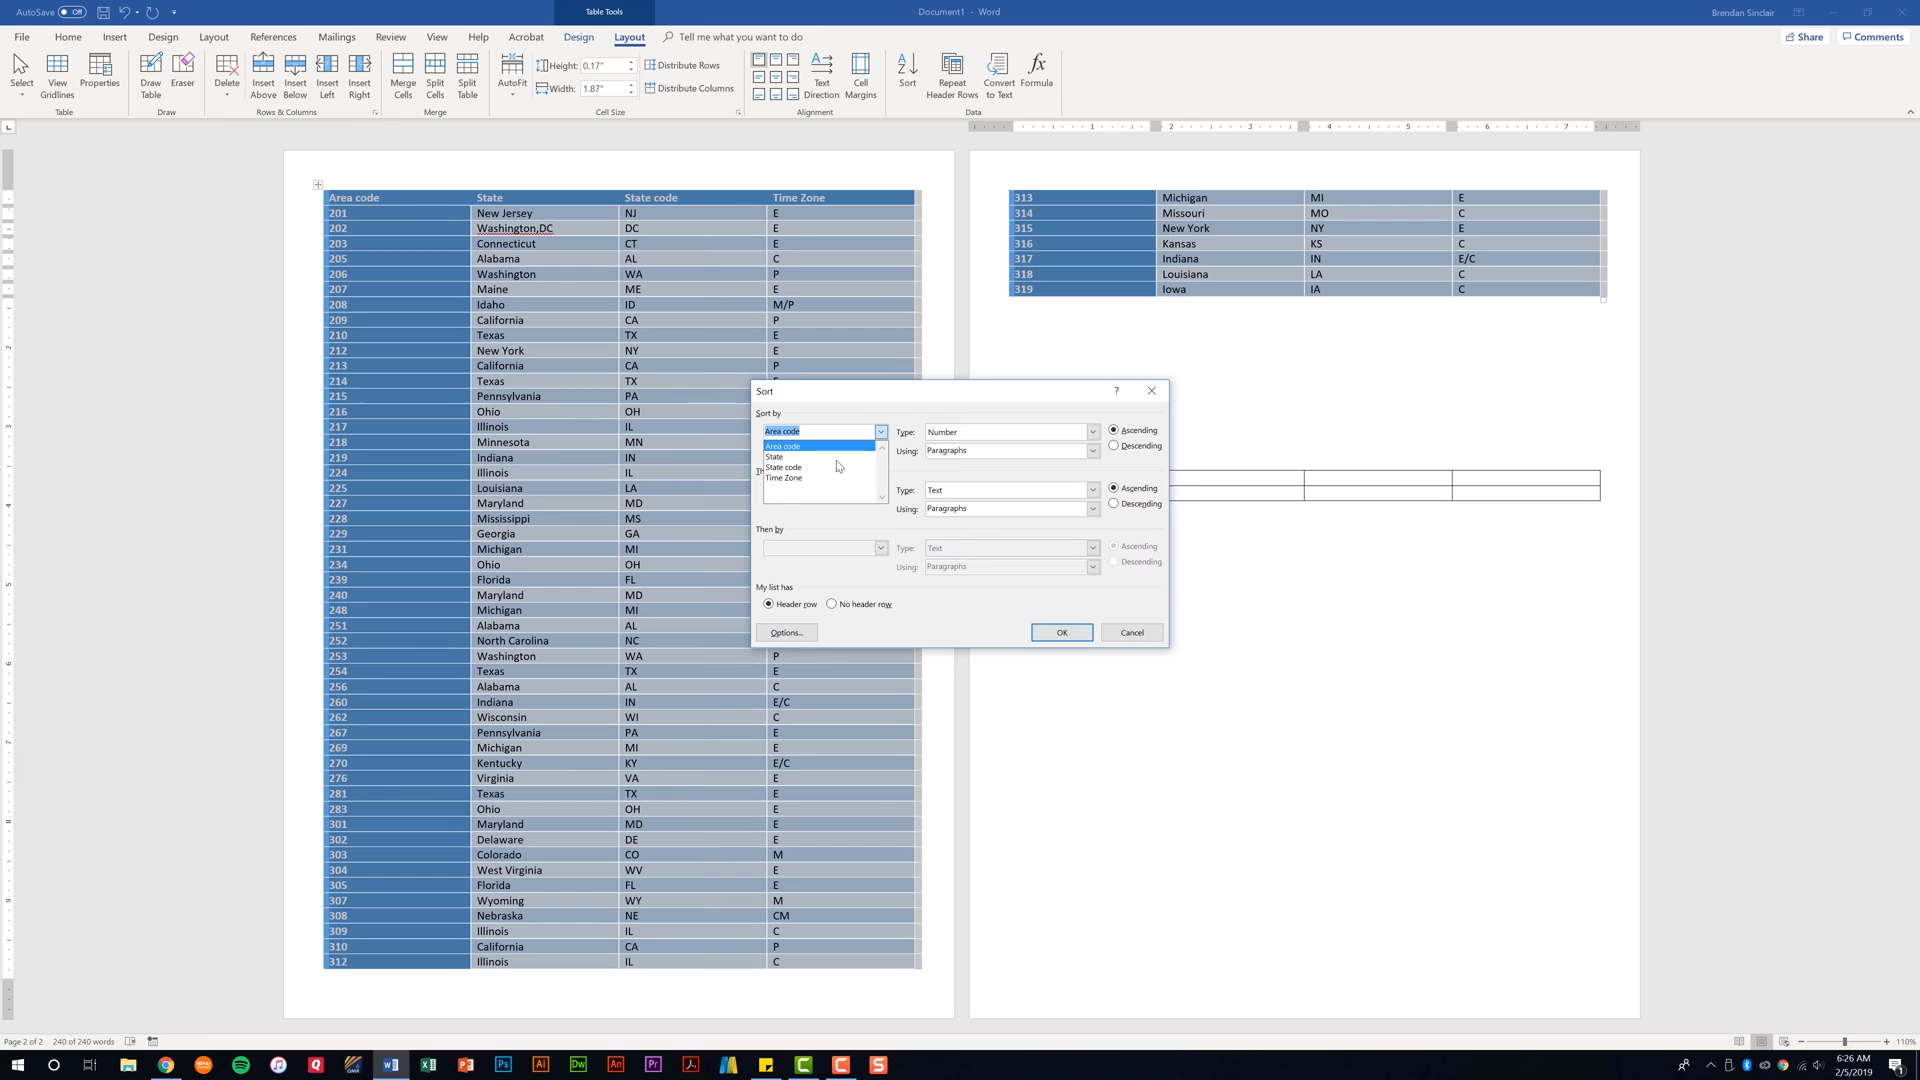 AutoSave Off
Table Tools
Document1 - Word
Brendan Sinclair
File Home Insert Design Layout References Mailings Review View Help Acrobat Design Layout Tell me what you want to do
Share Comments
Select View Gridlines Properties Draw Table Eraser Delete Insert Above Insert Below Insert Left Insert Right Merge Cells Split Cells Split Table AutoFit Height: 0.17" Width: 1.87" Distribute Rows Distribute Columns Text Direction Cell Margins Sort Repeat Header Rows Convert to Text Formula
Table Draw Rows & Columns Merge Cell Size Alignment Data
1 2 3 4 5 6 7
Area code State State code Time Zone
201 New Jersey NJ E
202 Washington,DC DC E
203 Connecticut CT E
205 Alabama AL C
206 Washington WA P
207 Maine ME E
208 Idaho ID M/P
209 California CA P
210 Texas TX E
212 New York NY E
213 California CA P
214 Texas TX
215 Pennsylvania PA
216 Ohio OH
217 Illinois IL
218 Minnesota MN
219 Indiana IN
224 Illinois IL
225 Louisiana LA
227 Maryland MD
228 Mississippi MS
229 Georgia GA
231 Michigan MI
234 Ohio OH
239 Florida FL
240 Maryland MD
248 Michigan MI
251 Alabama AL
252 North Carolina NC
253 Washington WA P
254 Texas TX E
256 Alabama AL C
260 Indiana IN E/C
262 Wisconsin WI C
267 Pennsylvania PA E
269 Michigan MI E
270 Kentucky KY E/C
276 Virginia VA E
281 Texas TX E
283 Ohio OH E
301 Maryland MD E
302 Delaware DE E
303 Colorado CO M
304 West Virginia WV E
305 Florida FL E
307 Wyoming WY M
308 Nebraska NE CM
309 Illinois IL C
310 California CA P
312 Illinois IL C
313 Michigan MI E
314 Missouri MO C
315 New York NY E
316 Kansas KS C
317 Indiana IN E/C
318 Louisiana LA C
319 Iowa IA C
Sort ?
Sort by
Area code Type: Number Ascending
Using: Paragraphs Descending
Area code
State
State code
Time Zone
Type: Text Ascending
Using: Paragraphs Descending
Then by
Type: Text Ascending
Using: Paragraphs Descending
My list has
Header row No header row
Options... OK Cancel
Page 2 of 2 240 of 240 words
110%
6:26 AM
2/5/2019